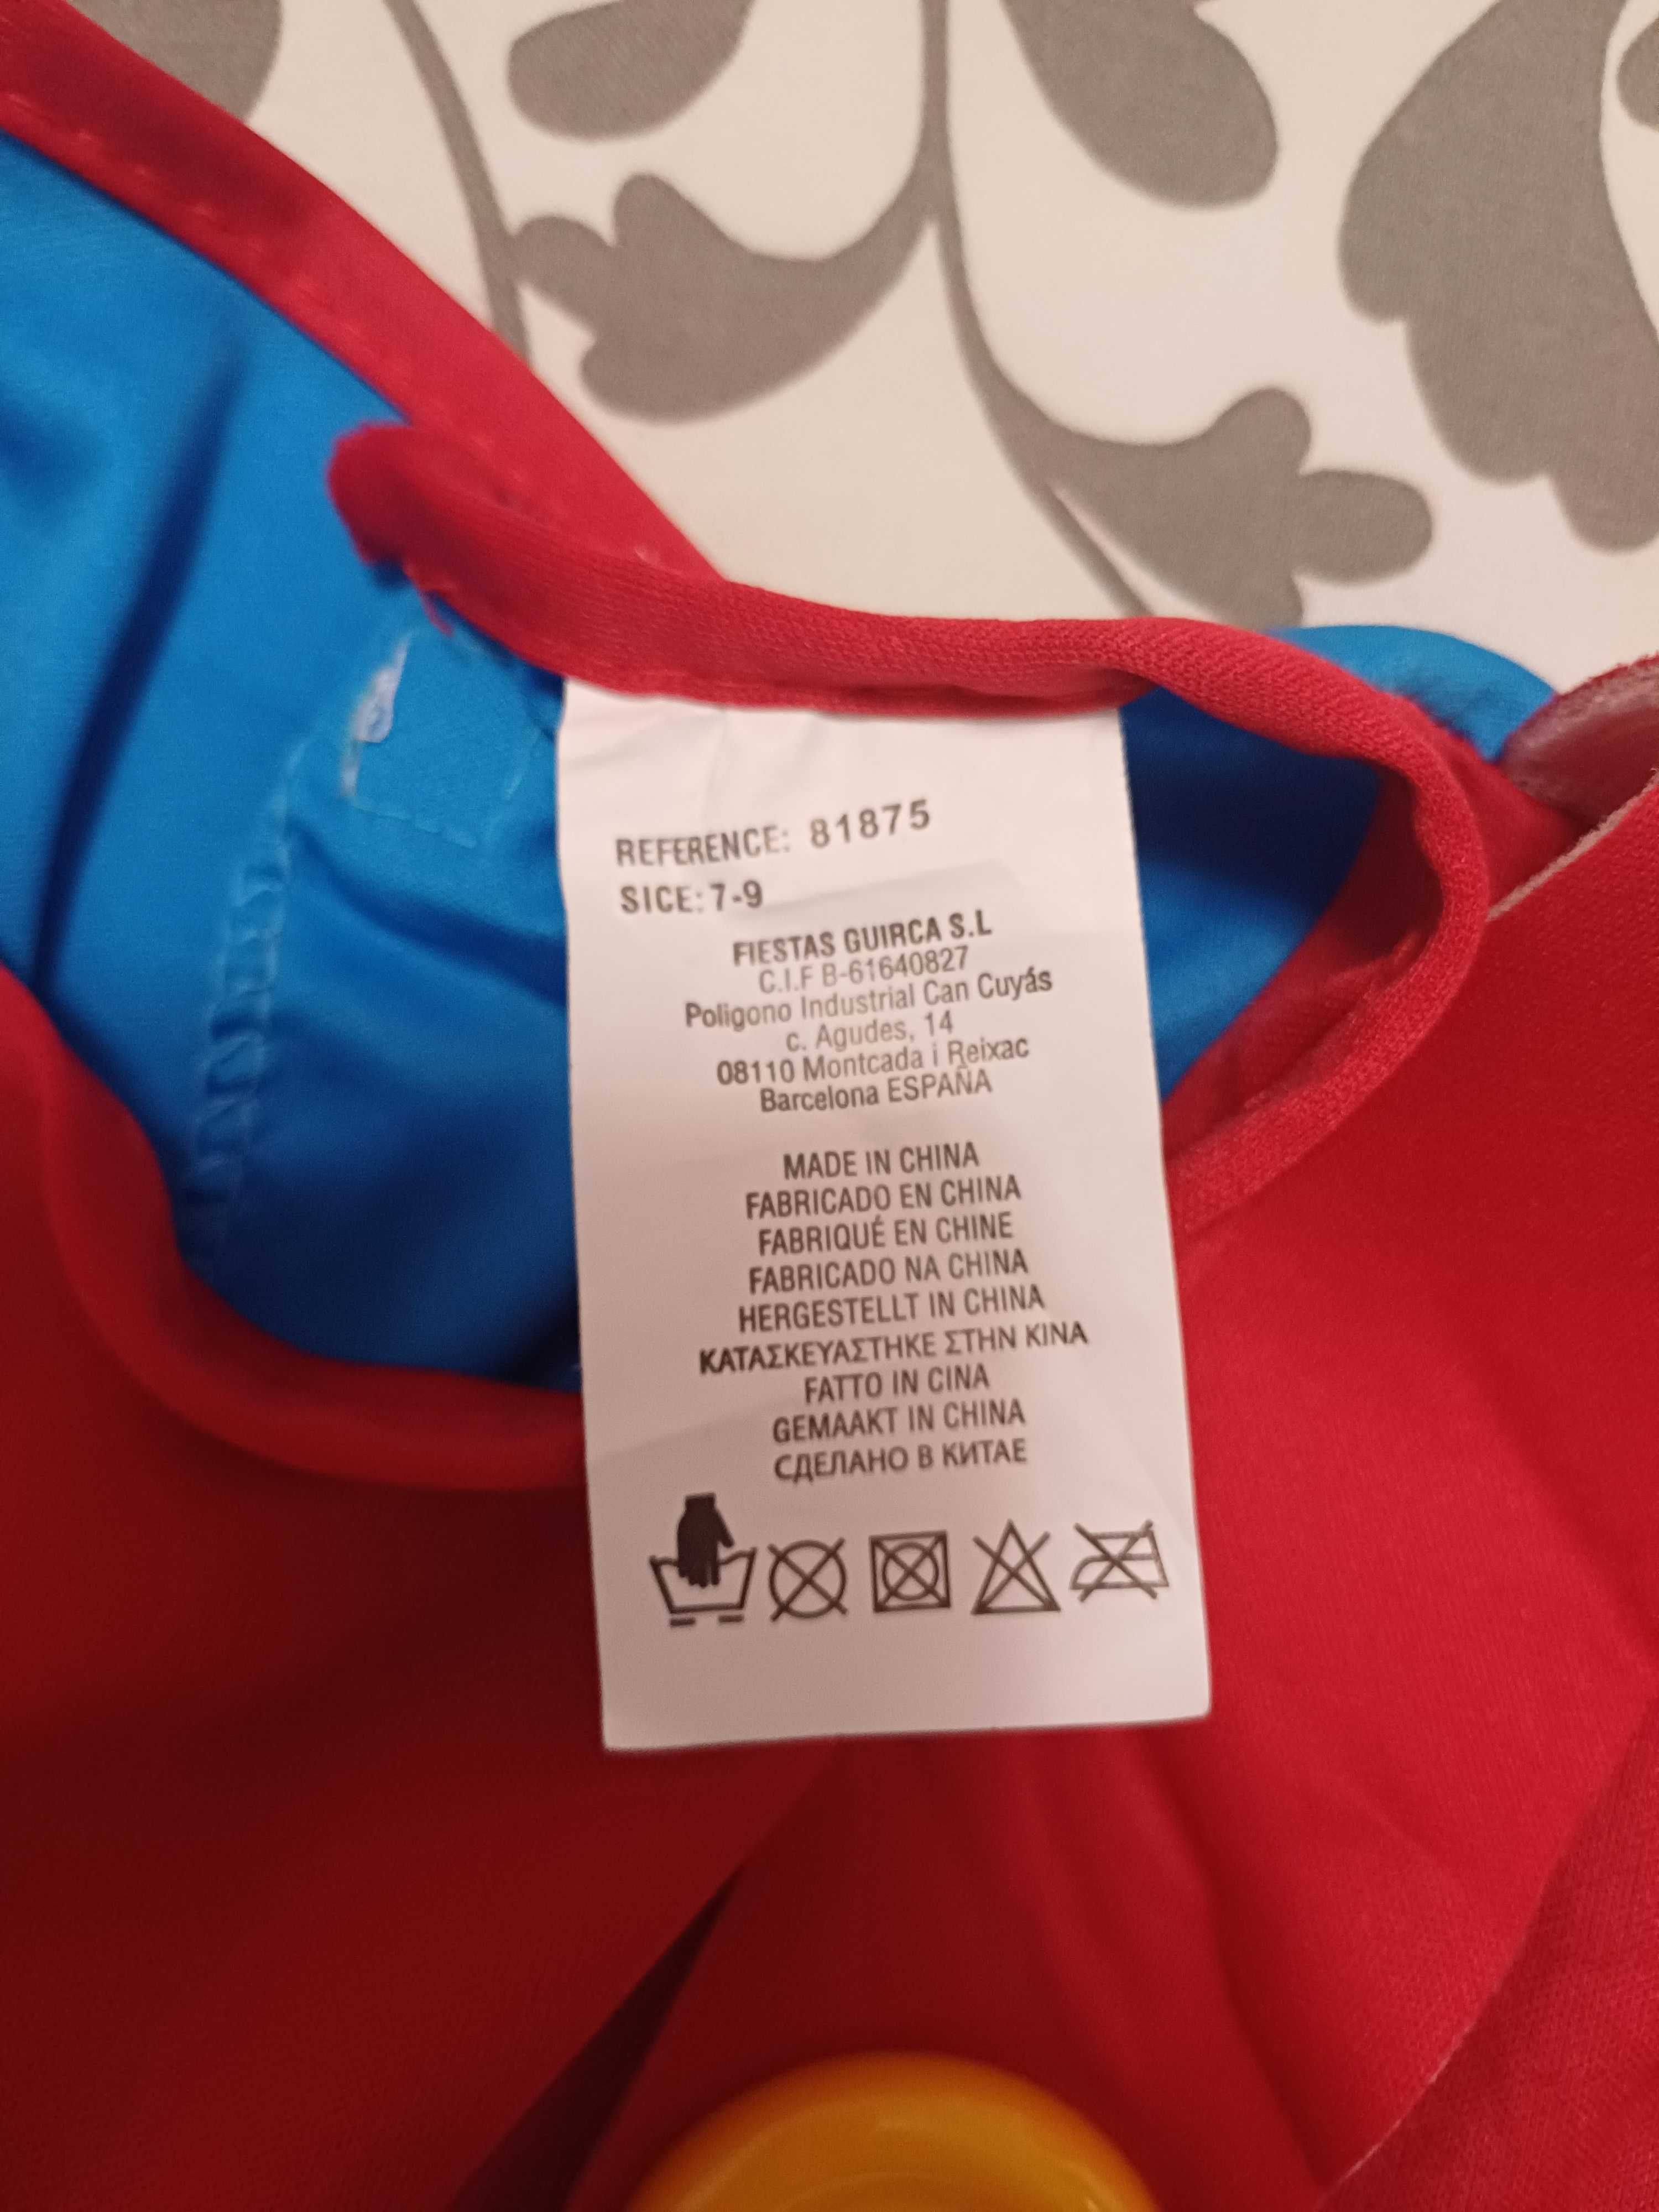 REFERENCE: 81875
SICE: 7-9
FIESTAS GUIRCA S.L
C.I.F B-61640827
Poligono Industrial Can Cuyás
c. Agudes, 14
08110 Montcada i Reixac
Barcelona ESPAÑA
MADE IN CHINA
FABRICADO EN CHINA
FABRIQUÉ EN CHINE
FABRICADO NA CHINA
HERGESTELLT IN CHINA
ΚΑΤΑΣΚΕΥΑΣΤΗΚΕ ΣΤΗΝ ΚΙΝΑ
FATTO IN CINA
GEMAAKT IN CHINA
СДЕЛАНО В КИТАЕ